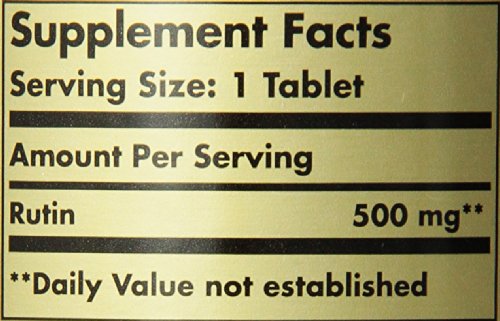 Supplement Facts
Serving Size: 1 Tablet
Amount Per Serving
Rutin 500 mg**
**Daily Value not established